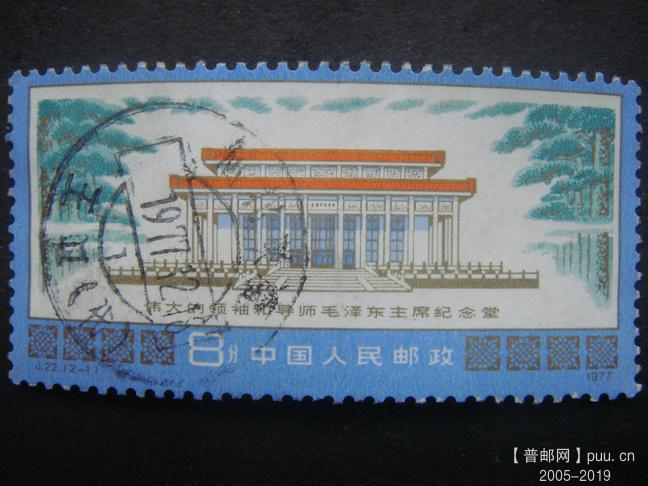 伟大的领袖和导师毛泽东主席纪念堂
8分 中国人民邮政
J.22.(2-1) 1977
【普邮网】puu.cn
2005-2019